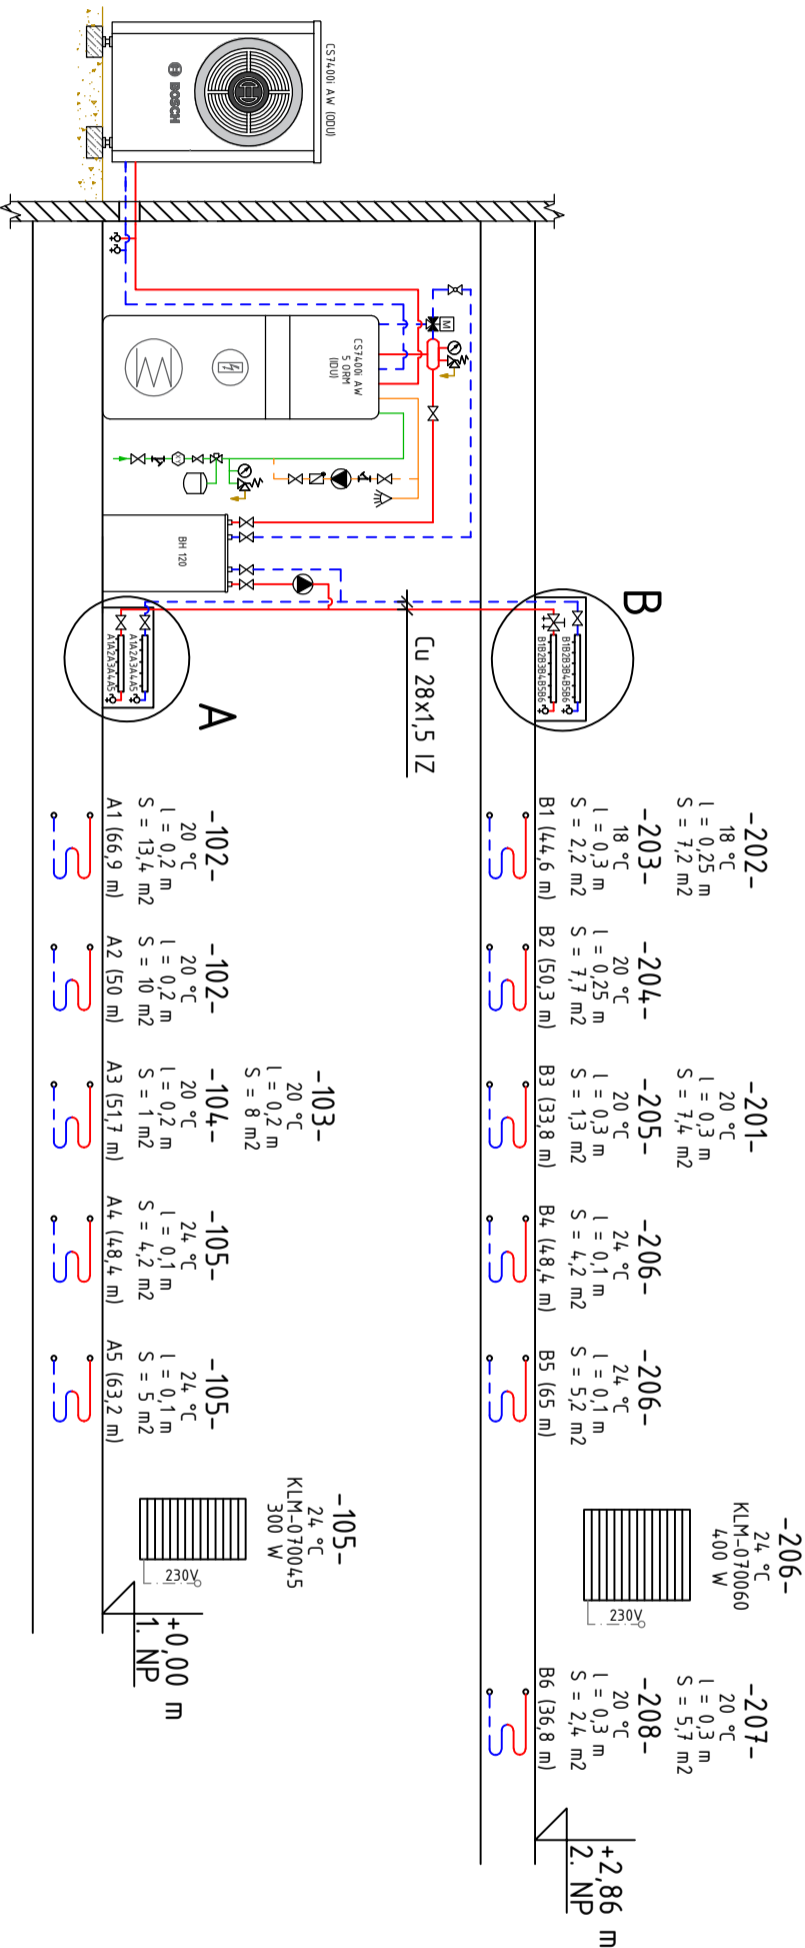 CS7400i AW (ODU)
BOSCH
CS7400i AW
5 ORM
(IDU)
M
XY
BH 120
B
B1B2B3B4B5B6
B1B2B3B4B5B6
A
A1A2A3A4A5
A1A2A3A4A5
Cu 28x1,5 IZ
-202-
18 °C
l = 0,25 m
S = 7,2 m2
-203-
18 °C
l = 0,3 m
S = 2,2 m2
B1 (44,6 m)
-204-
20 °C
l = 0,25 m
S = 7,7 m2
B2 (50,3 m)
-201-
20 °C
l = 0,3 m
S = 7,4 m2
-205-
20 °C
l = 0,3 m
S = 1,3 m2
B3 (33,8 m)
-206-
24 °C
l = 0,1 m
S = 4,2 m2
B4 (48,4 m)
-206-
24 °C
l = 0,1 m
S = 5,2 m2
B5 (65 m)
-206-
24 °C
KLM-070060
400 W
230V
-207-
20 °C
l = 0,3 m
S = 5,7 m2
-208-
20 °C
l = 0,3 m
S = 2,4 m2
B6 (36,8 m)
+2,86 m
2. NP
-102-
20 °C
l = 0,2 m
S = 13,4 m2
A1 (66,9 m)
-102-
20 °C
l = 0,2 m
S = 10 m2
A2 (50 m)
-103-
20 °C
l = 0,2 m
S = 8 m2
-104-
20 °C
l = 0,2 m
S = 1 m2
A3 (51,7 m)
-105-
24 °C
l = 0,1 m
S = 4,2 m2
A4 (48,4 m)
-105-
24 °C
l = 0,1 m
S = 5 m2
A5 (63,2 m)
-105-
24 °C
KLM-070045
300 W
230V
+0,00 m
1. NP